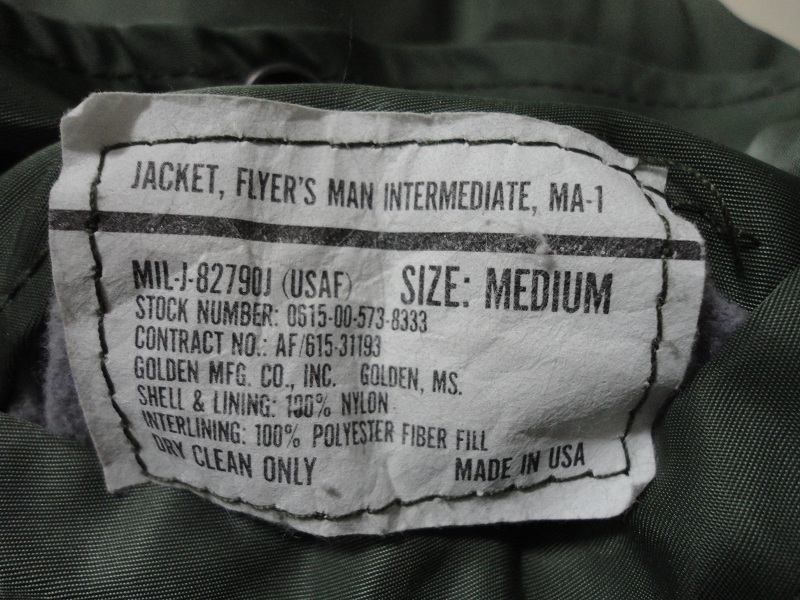 JACKET, FLYER'S MAN INTERMEDIATE, MA-1
MIL-J-82790J (USAF) SIZE: MEDIUM
STOCK NUMBER: 0615-00-573-8333
CONTRACT NO.: AF/615-31193
GOLDEN MFG. CO., INC. GOLDEN, MS.
SHELL & LINING: 100% NYLON
INTERLINING: 100% POLYESTER FIBER FILL
DRY CLEAN ONLY MADE IN USA